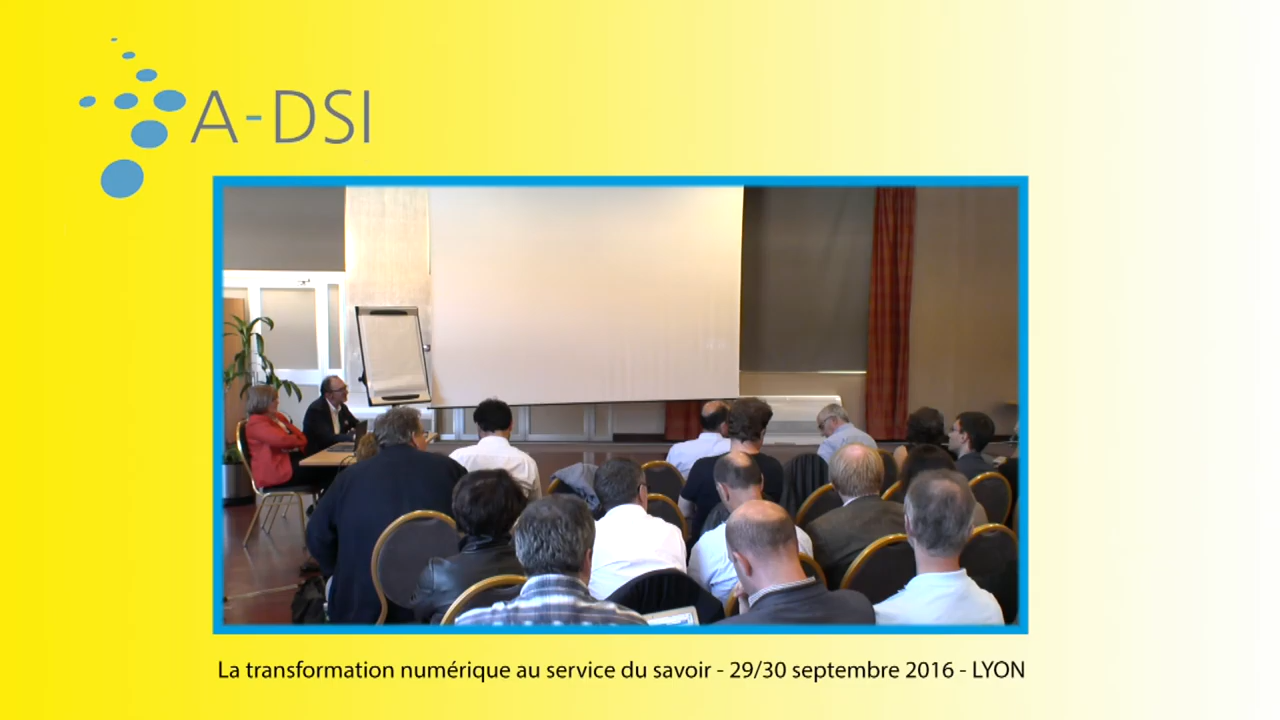 A-DSI
La transformation numérique au service du savoir - 29/30 septembre 2016 - LYON